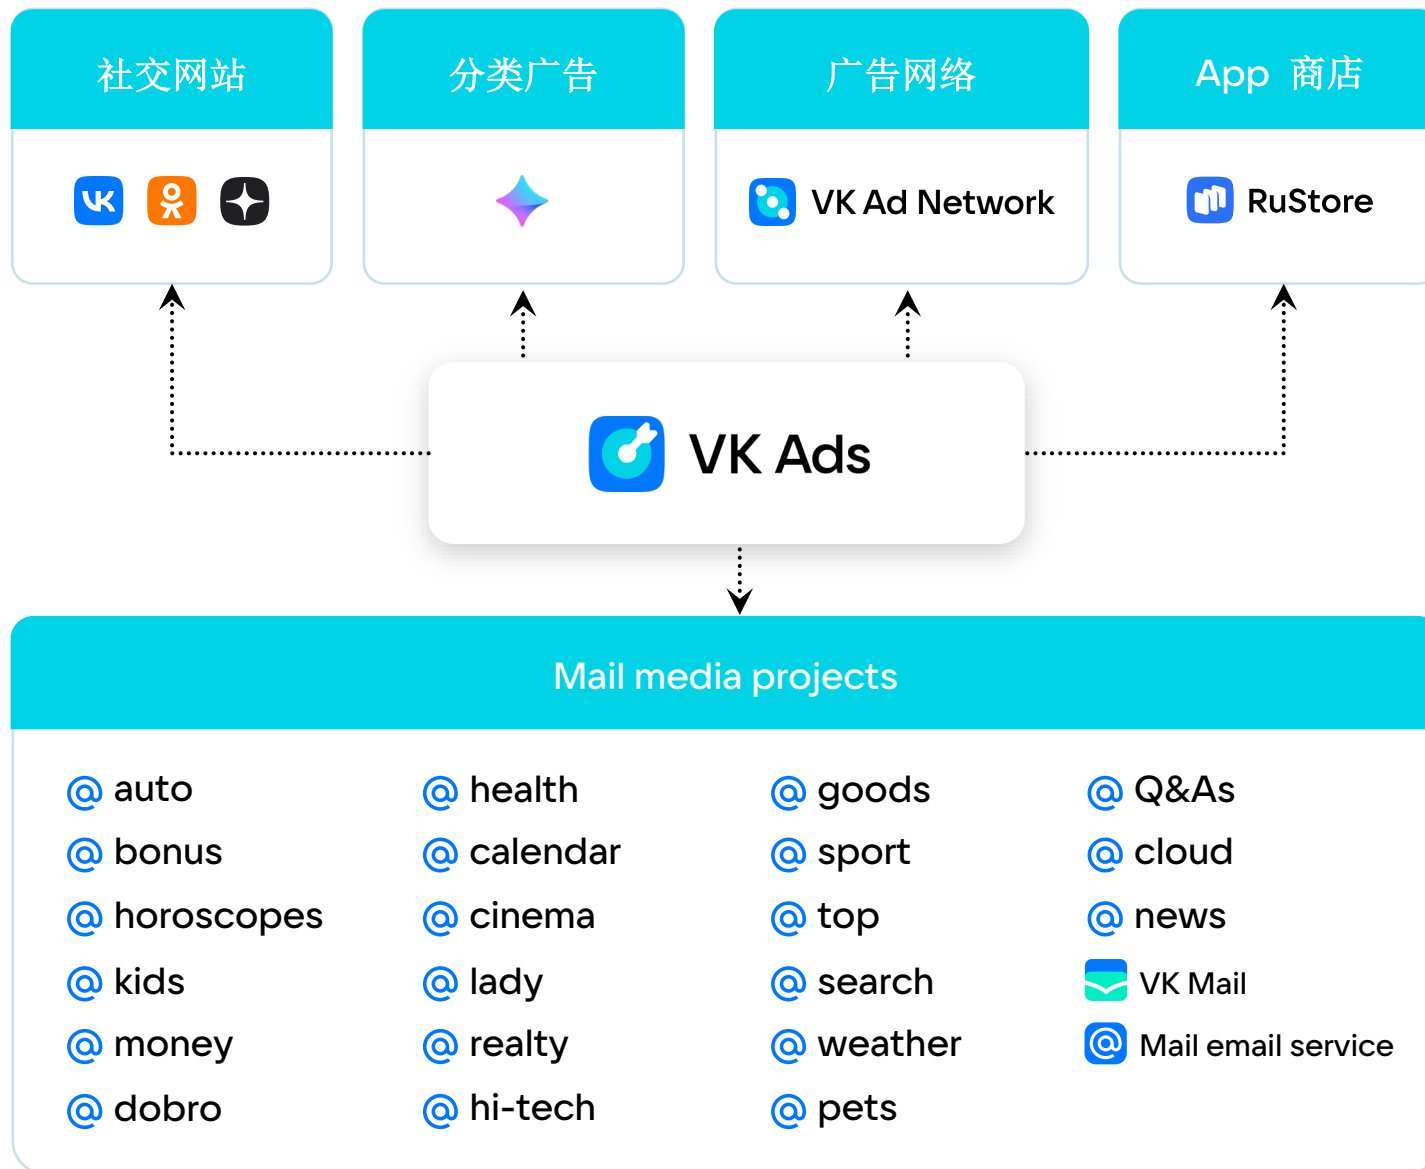 社交网站
分类广告
广告网络
App 商店
VK Ad Network
RuStore
VK Ads
Mail media projects
@ auto
@ bonus
@ horoscopes
@ kids
@ money
@ dobro
@ health
@ calendar
@ cinema
@ lady
@ realty
@ hi-tech
@ goods
@ sport
@ top
@ search
@ weather
@ pets
@ Q&As
@ cloud
@ news
VK Mail
@ Mail email service